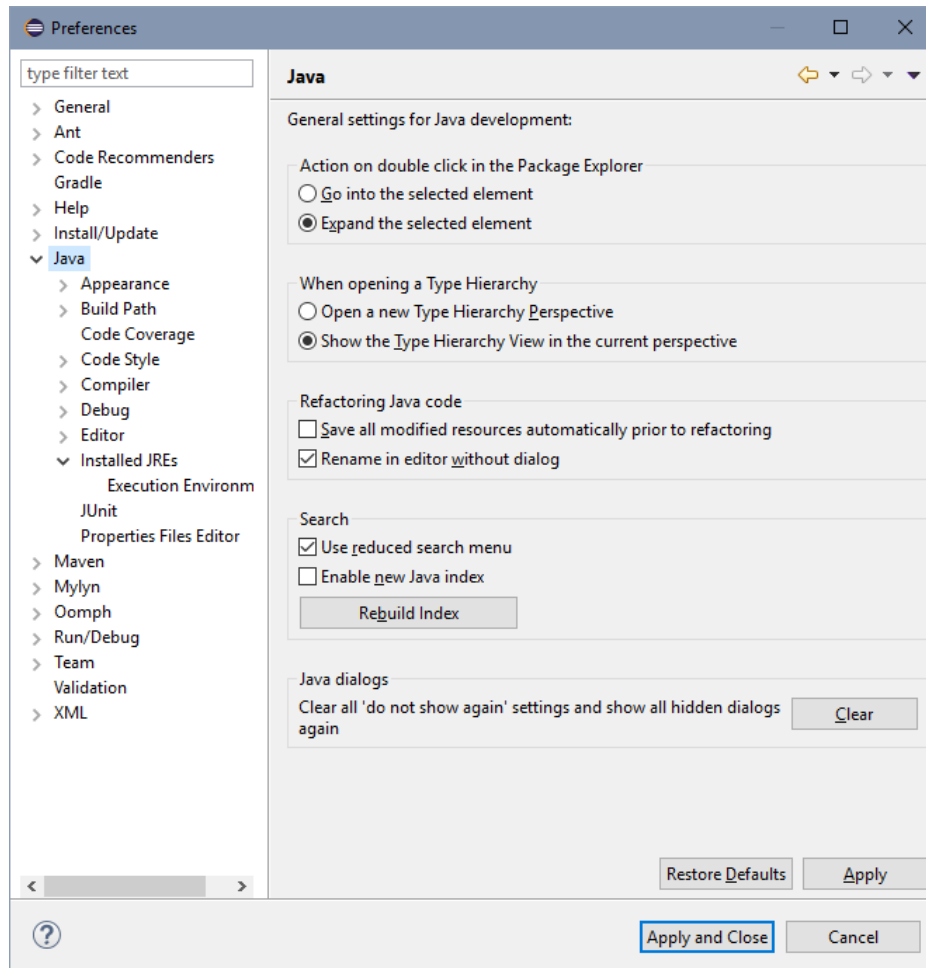 Preferences
type filter text
General
Ant
Code Recommenders
Gradle
Help
Install/Update
Java
Appearance
Build Path
Code Coverage
Code Style
Compiler
Debug
Editor
Installed JREs
Execution Environm
JUnit
Properties Files Editor
Maven
Mylyn
Oomph
Run/Debug
Team
Validation
XML
Java
General settings for Java development:
Action on double click in the Package Explorer
Go into the selected element
Expand the selected element
When opening a Type Hierarchy
Open a new Type Hierarchy Perspective
Show the Type Hierarchy View in the current perspective
Refactoring Java code
Save all modified resources automatically prior to refactoring
Rename in editor without dialog
Search
Use reduced search menu
Enable new Java index
Rebuild Index
Java dialogs
Clear all 'do not show again' settings and show all hidden dialogs
again
Clear
Restore Defaults
Apply
?
Apply and Close
Cancel